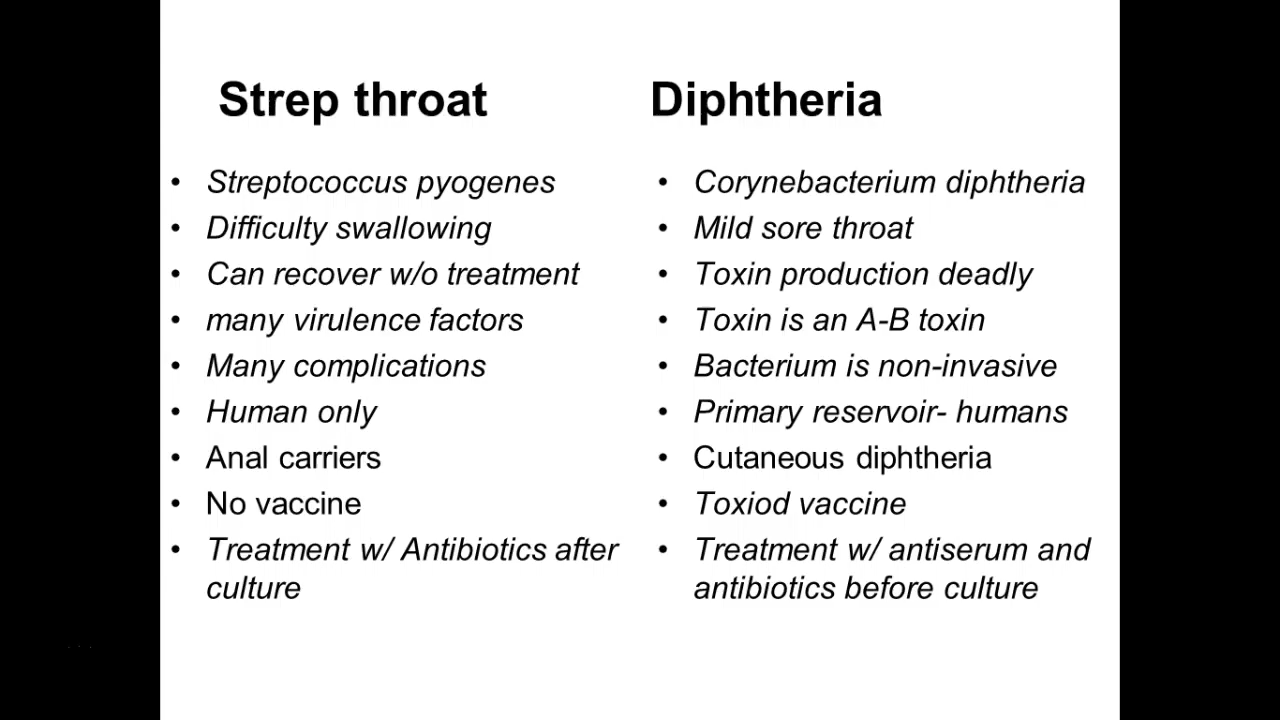 Strep throat
• Streptococcus pyogenes
• Difficulty swallowing
• Can recover w/o treatment
• many virulence factors
• Many complications
• Human only
• Anal carriers
• No vaccine
• Treatment w/ Antibiotics after
culture
Diphtheria
• Corynebacterium diphtheria
• Mild sore throat
• Toxin production deadly
• Toxin is an A-B toxin
• Bacterium is non-invasive
• Primary reservoir- humans
• Cutaneous diphtheria
• Toxiod vaccine
• Treatment w/ antiserum and
antibiotics before culture